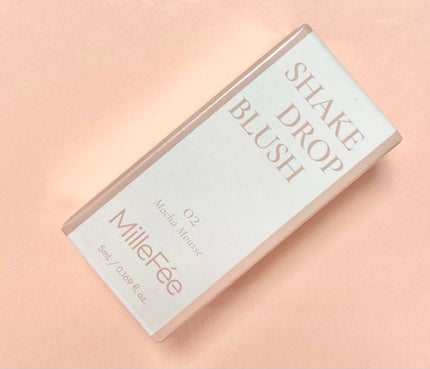 SHAKE
DROP
BLUSH
02
Mocha Mousse
MilleFée
5mL / 0.169 fl. oz.